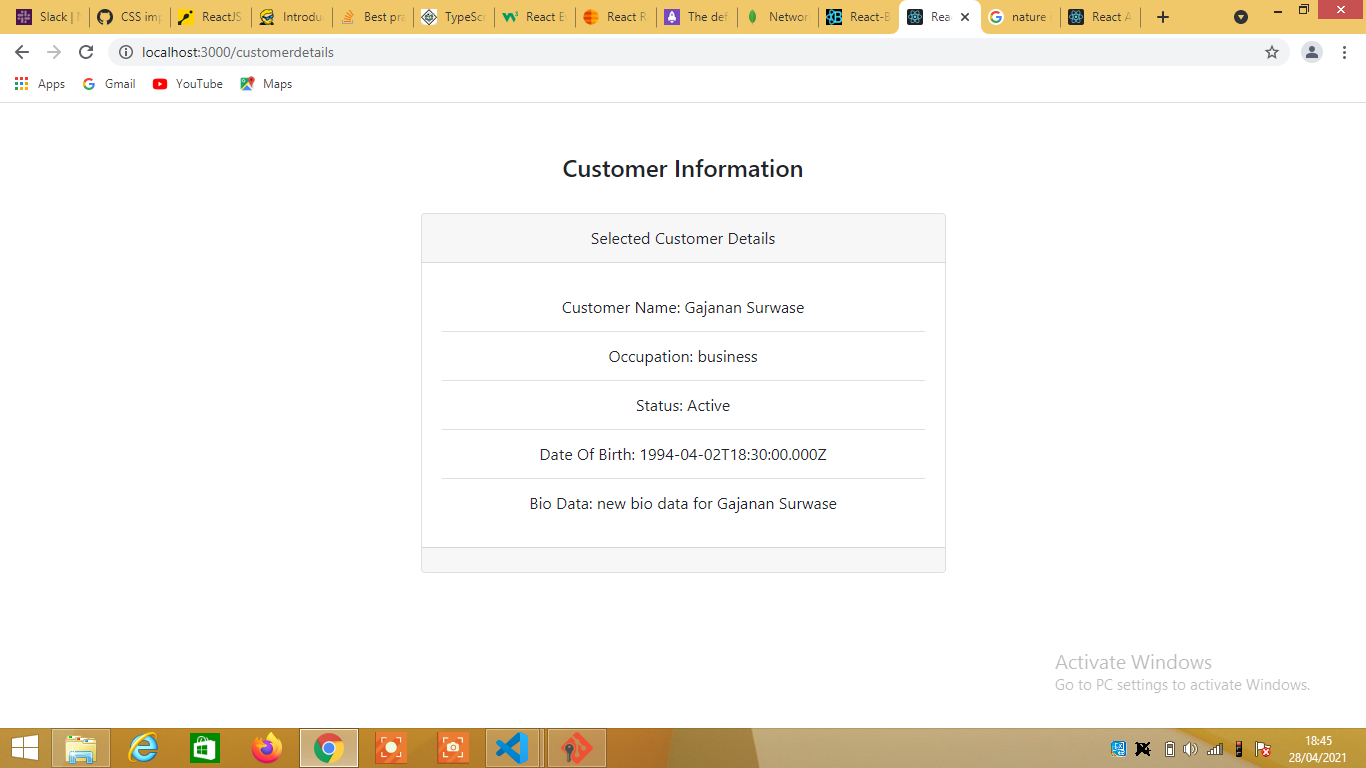 Slack | CSS imp ReactJS Introdu Best pra TypeScr React E React R The def Networ React-B Rea nature React A
localhost:3000/customerdetails
Apps Gmail YouTube Maps
Customer Information
Selected Customer Details
Customer Name: Gajanan Surwase
Occupation: business
Status: Active
Date Of Birth: 1994-04-02T18:30:00.000Z
Bio Data: new bio data for Gajanan Surwase
Activate Windows
Go to PC settings to activate Windows.
18:45
28/04/2021